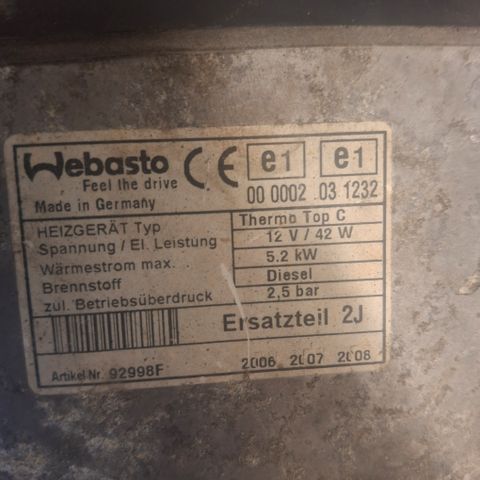 Webasto CE e1 e1
Feel the drive
Made in Germany 00 0002 03 1232
HEIZGERÄT Typ Thermo Top C
Spannung / El. Leistung 12 V / 42 W
Wärmestrom max. 5.2 kW
Brennstoff Diesel
zul. Betriebsüberdruck 2,5 bar
Ersatzteil 2J
Artikel Nr. 92998F 2006 2007 2008